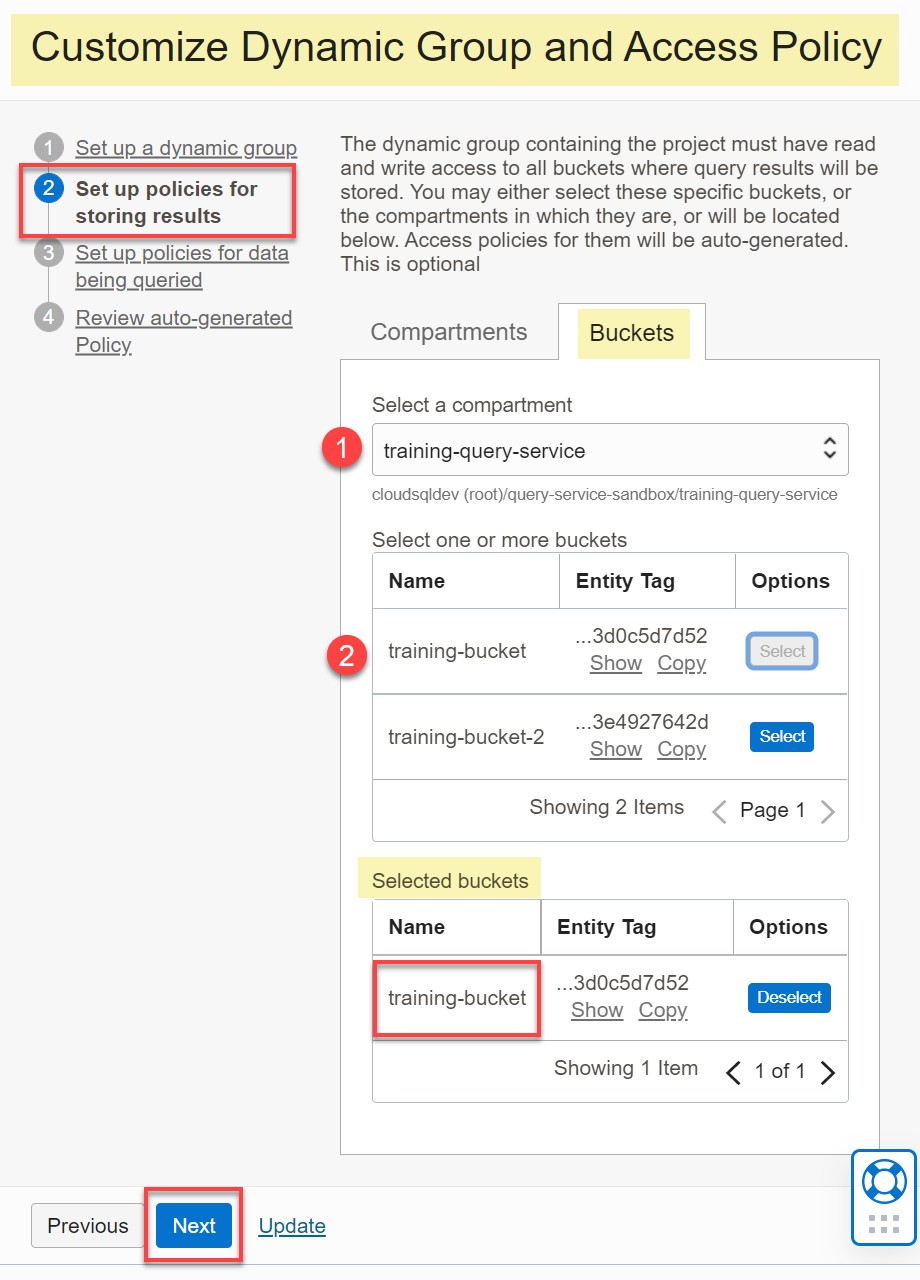 Customize Dynamic Group and Access Policy
1 Set up a dynamic group
2 Set up policies for
storing results
3 Set up policies for data
being queried
4 Review auto-generated
Policy
The dynamic group containing the project must have read
and write access to all buckets where query results will be
stored. You may either select these specific buckets, or
the compartments in which they are, or will be located
below. Access policies for them will be auto-generated.
This is optional
Compartments Buckets
Select a compartment
1 training-query-service
cloudsqldev (root)/query-service-sandbox/training-query-service
Select one or more buckets
Name Entity Tag Options
2 training-bucket ...3d0c5d7d52 Select
Show Copy
training-bucket-2 ...3e4927642d Select
Show Copy
Showing 2 Items Page 1
Selected buckets
Name Entity Tag Options
training-bucket ...3d0c5d7d52 Deselect
Show Copy
Showing 1 Item 1 of 1
Previous Next Update